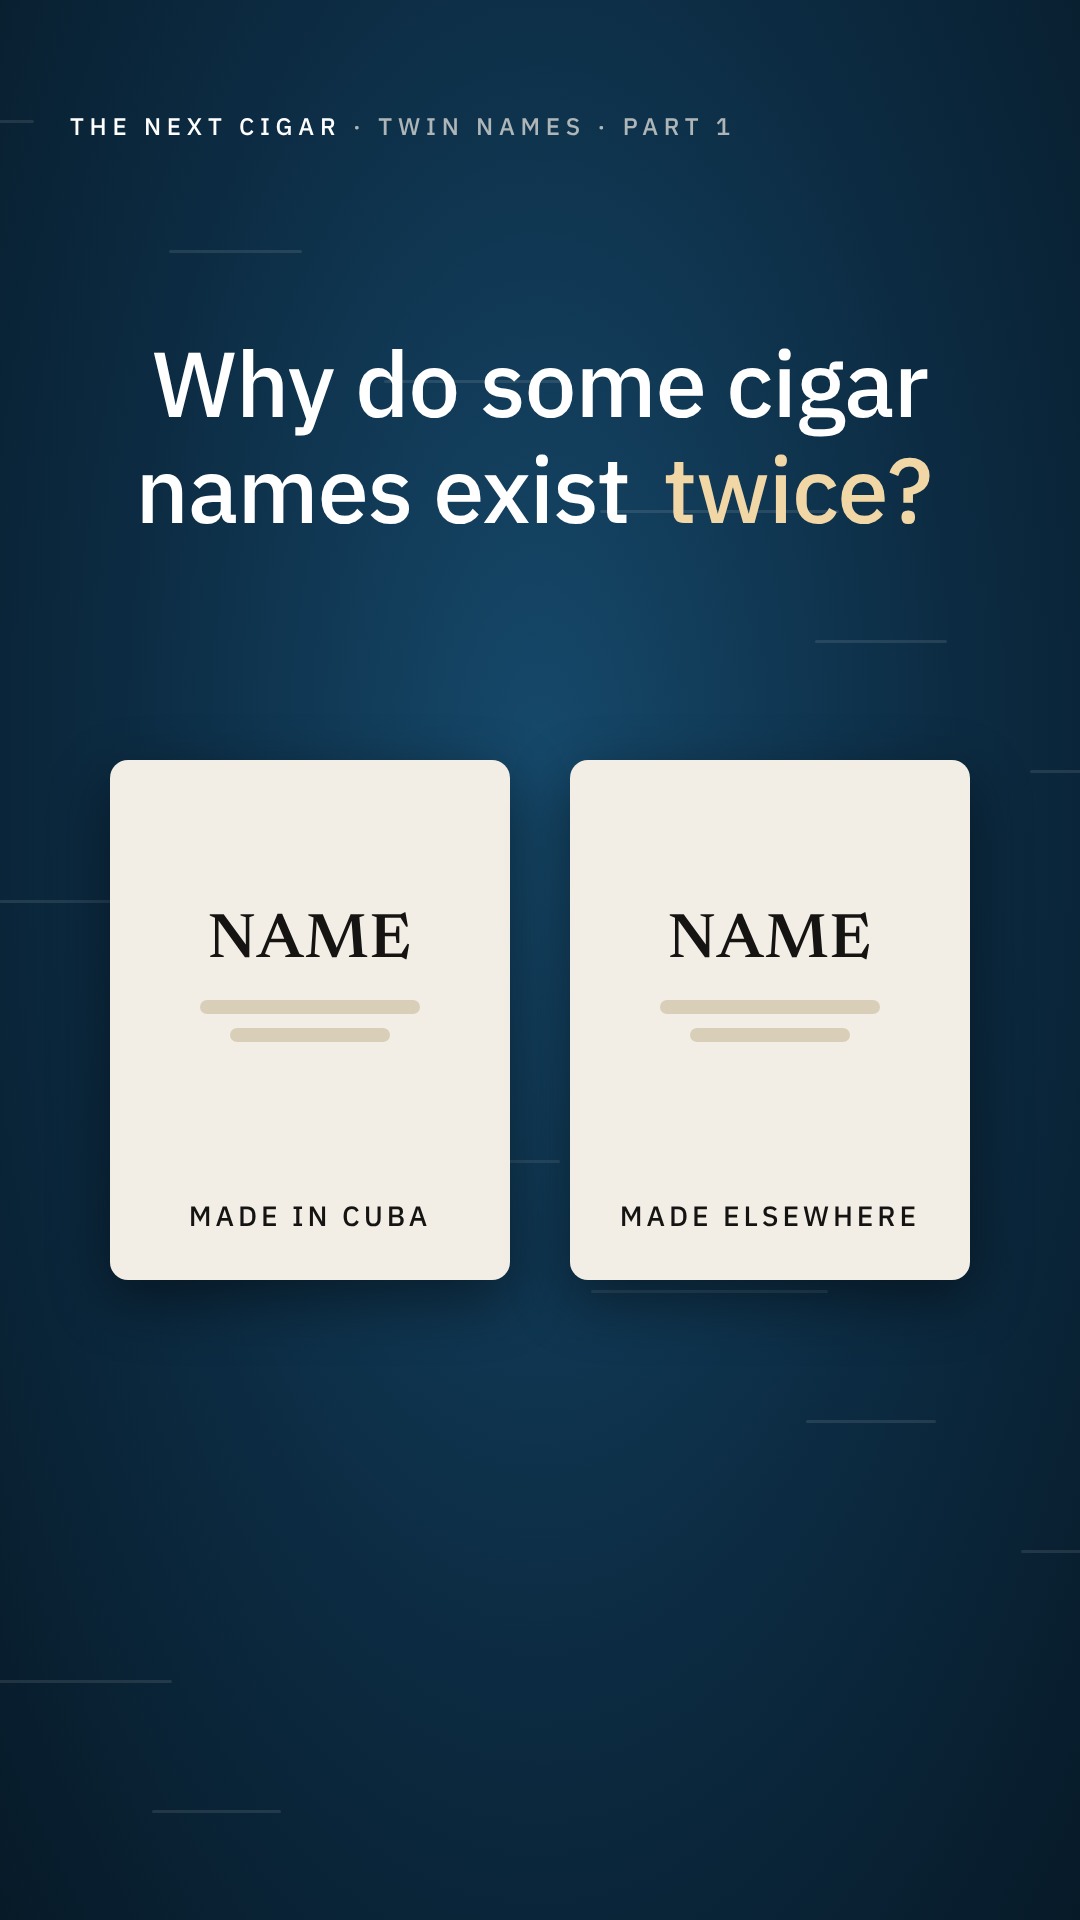 THE NEXT CIGAR · TWIN NAMES · PART 1
Why do some cigar
names exist twice?
NAME
MADE IN CUBA
NAME
MADE ELSEWHERE